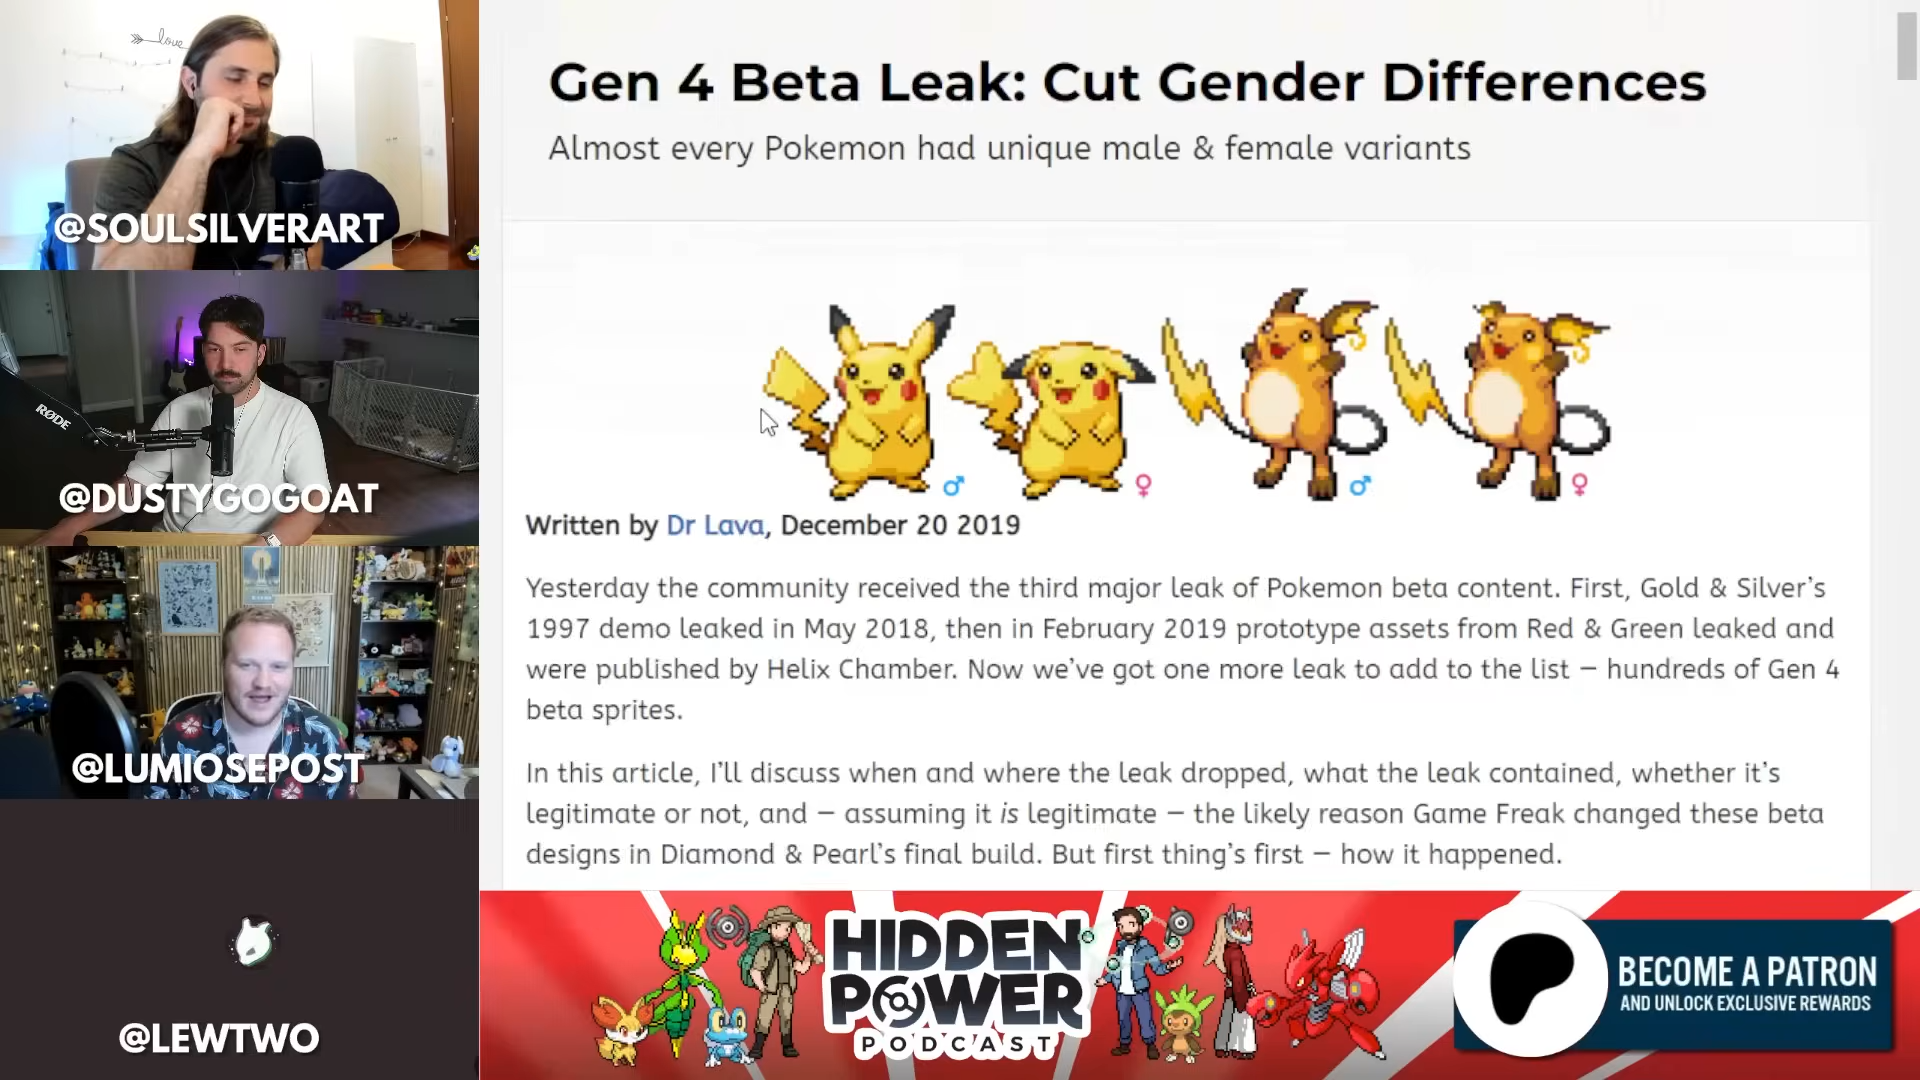 love
@SOULSILVERART
RØDE
@DUSTYGOGOAT
@LUMIOSEPOST
@LEWTWO
Gen 4 Beta Leak: Cut Gender Differences
Almost every Pokemon had unique male & female variants
♂ ♀ ♂ ♀
Written by Dr Lava, December 20 2019
Yesterday the community received the third major leak of Pokemon beta content. First, Gold & Silver’s
1997 demo leaked in May 2018, then in February 2019 prototype assets from Red & Green leaked and
were published by Helix Chamber. Now we’ve got one more leak to add to the list – hundreds of Gen 4
beta sprites.
In this article, I’ll discuss when and where the leak dropped, what the leak contained, whether it’s
legitimate or not, and – assuming it is legitimate – the likely reason Game Freak changed these beta
designs in Diamond & Pearl’s final build. But first thing’s first – how it happened.
HIDDEN
POWER
PODCAST
BECOME A PATRON
AND UNLOCK EXCLUSIVE REWARDS